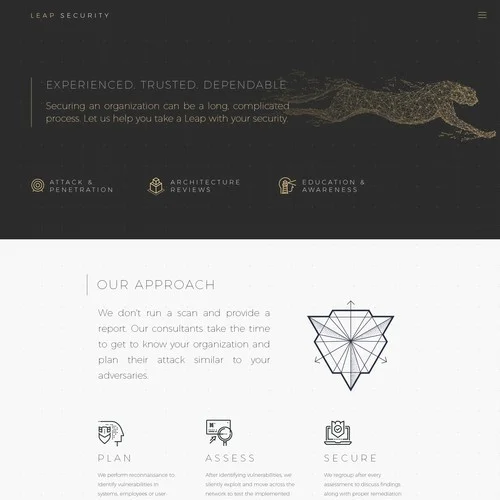 LEAP SECURITY
EXPERIENCED. TRUSTED. DEPENDABLE.
Securing an organization can be a long, complicated
process. Let us help you take a Leap with your security.
ATTACK &
PENETRATION
ARCHITECTURE
REVIEWS
EDUCATION &
AWARENESS
OUR APPROACH
We don't run a scan and provide a
report. Our consultants take the time
to get to know your organization and
plan their attack similar to your
adversaries.
PLAN
We perform reconnaissance to
identify vulnerabilities in
systems, employees or user-
ASSESS
After identifying vulnerabilities, we
silently exploit and move across the
network to test the implemented
SECURE
We regroup after every
assessment to discuss findings,
along with proper remediation